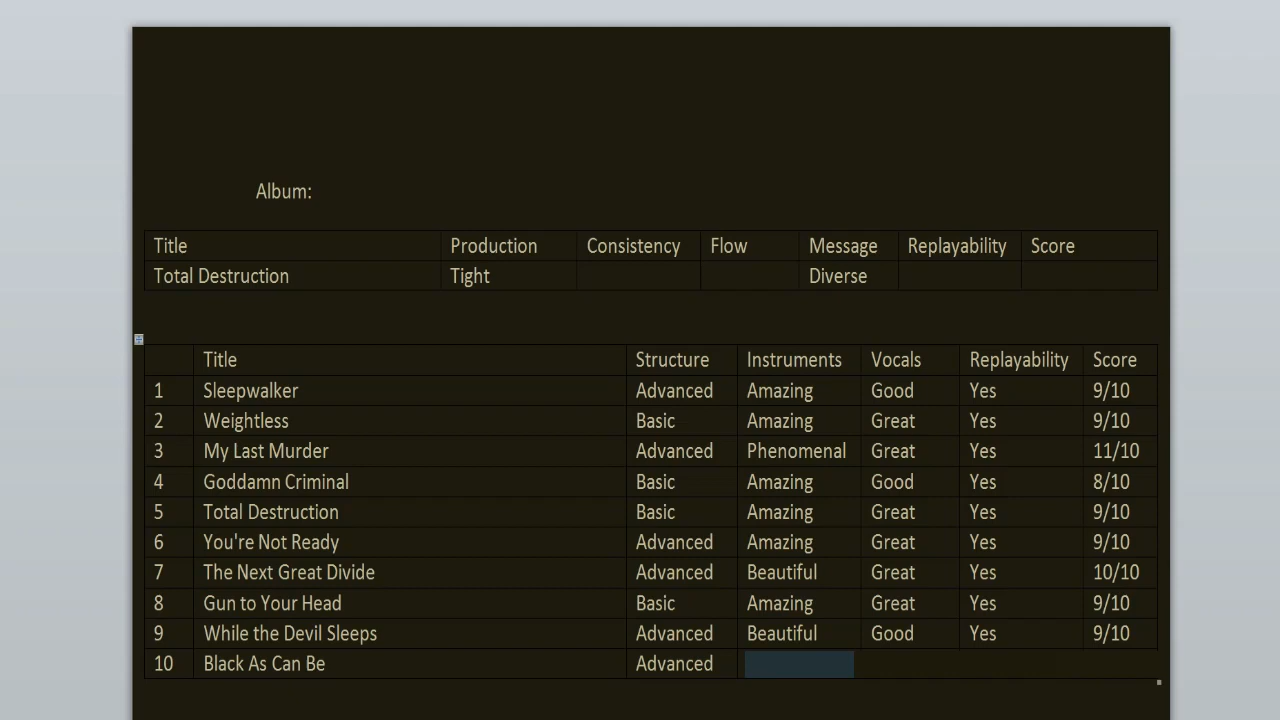 Album:
Title Production Consistency Flow Message Replayability Score
Total Destruction Tight Diverse
Title Structure Instruments Vocals Replayability Score
1 Sleepwalker Advanced Amazing Good Yes 9/10
2 Weightless Basic Amazing Great Yes 9/10
3 My Last Murder Advanced Phenomenal Great Yes 11/10
4 Goddamn Criminal Basic Amazing Good Yes 8/10
5 Total Destruction Basic Amazing Great Yes 9/10
6 You're Not Ready Advanced Amazing Great Yes 9/10
7 The Next Great Divide Advanced Beautiful Great Yes 10/10
8 Gun to Your Head Basic Amazing Great Yes 9/10
9 While the Devil Sleeps Advanced Beautiful Good Yes 9/10
10 Black As Can Be Advanced